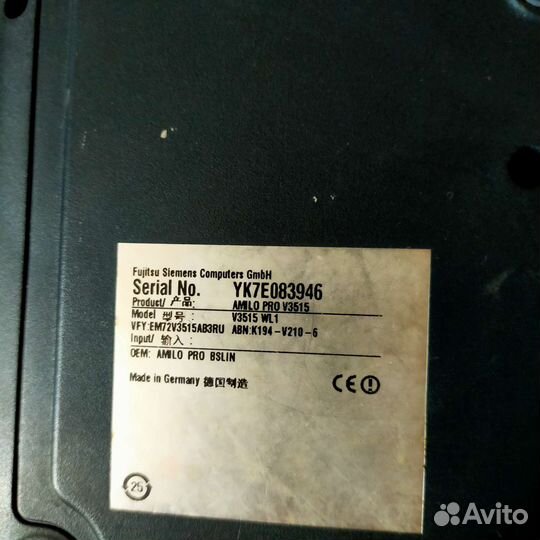 Fujitsu Siemens Computers GmbH
Serial No. YK7E083946
Product/ 产品: AMILO PRO V3515
Model 型号: V3515 WL1
VFY:EM72V3515AB3RU ABN:K194-V210-6
Input/ 输入:
OEM: AMILO PRO BSLIN
Made in Germany 德国制造
CE
25
Avito